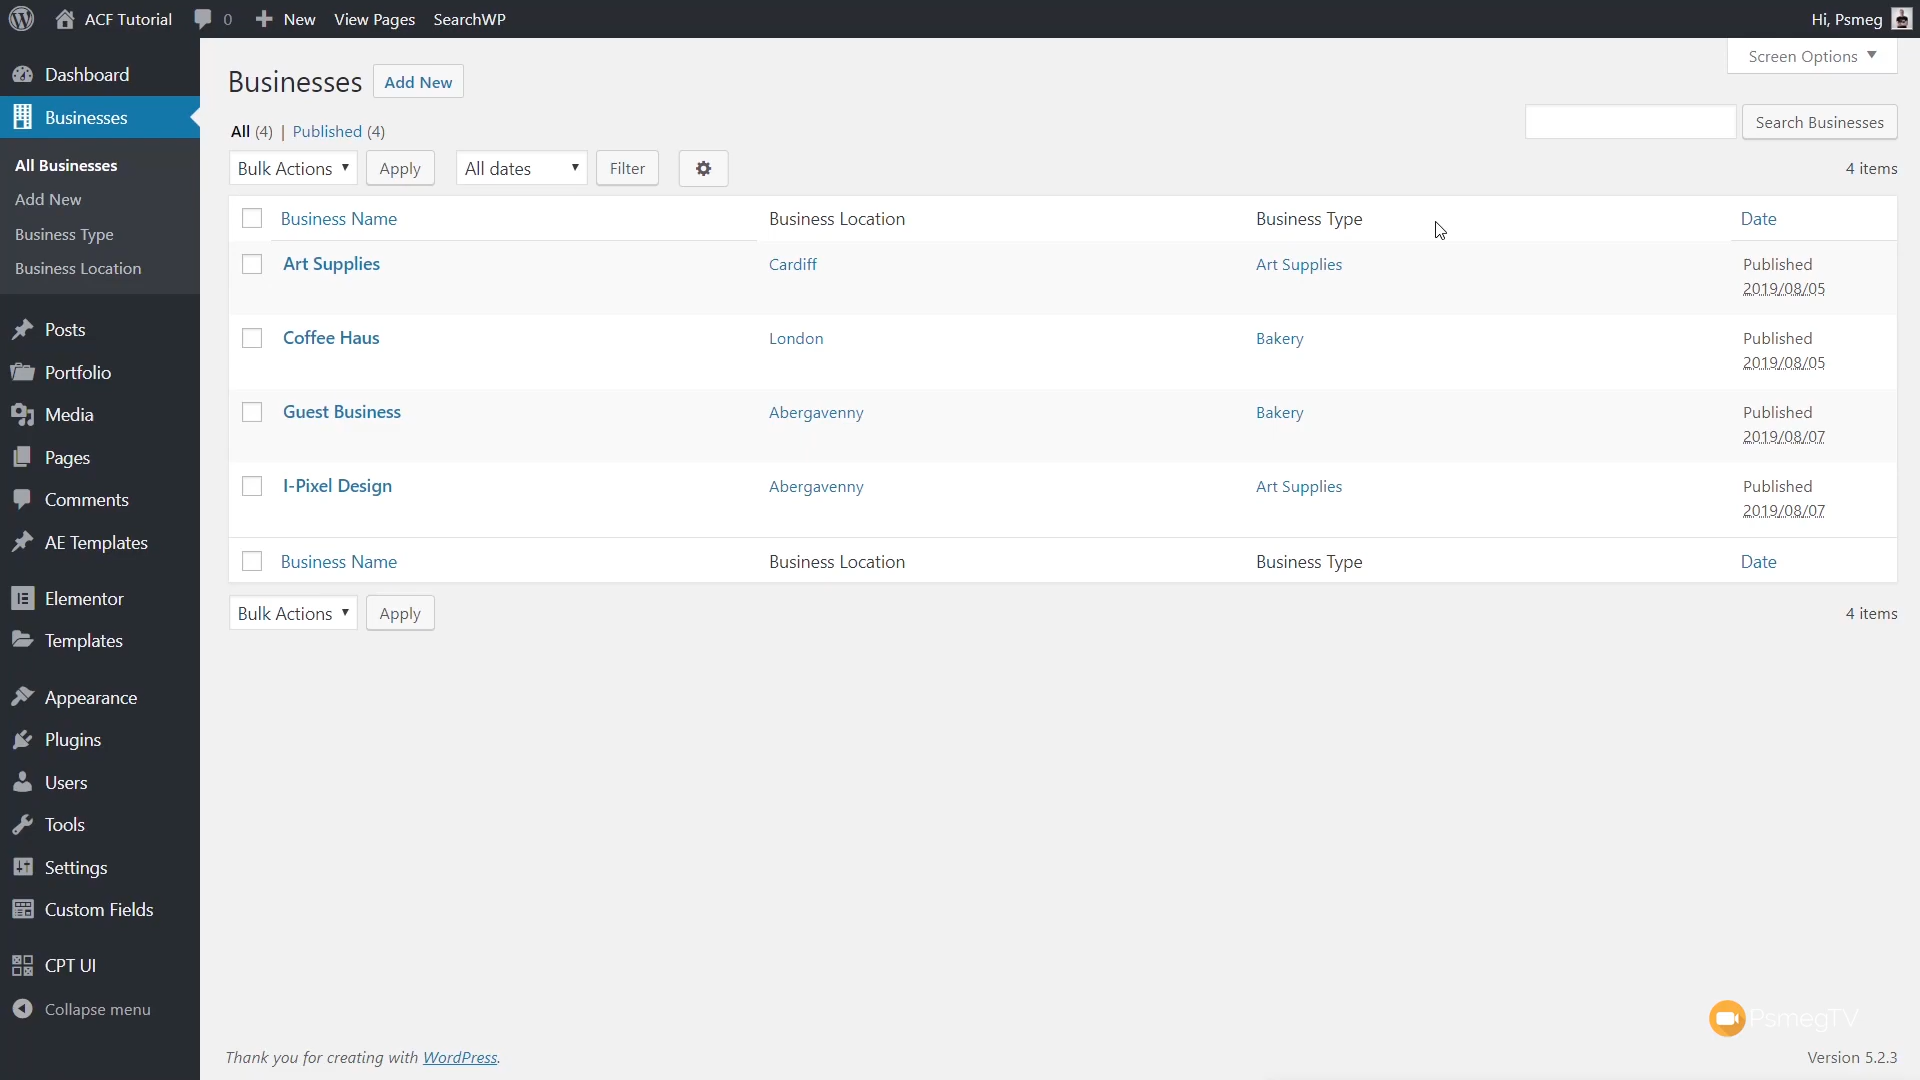 ACF Tutorial 0 New View Pages SearchWP Hi, Psmeg
Screen Options
Dashboard
Businesses
All Businesses
Add New
Business Type
Business Location
Posts
Portfolio
Media
Pages
Comments
AE Templates
Elementor
Templates
Appearance
Plugins
Users
Tools
Settings
Custom Fields
CPT UI
Collapse menu
Businesses Add New
All (4) | Published (4)
Search Businesses
Bulk Actions Apply All dates Filter 4 items
Business Name Business Location Business Type Date
Art Supplies Cardiff Art Supplies Published
2019/08/05
Coffee Haus London Bakery Published
2019/08/05
Guest Business Abergavenny Bakery Published
2019/08/07
I-Pixel Design Abergavenny Art Supplies Published
2019/08/07
Business Name Business Location Business Type Date
Bulk Actions Apply 4 items
PsmegTV
Thank you for creating with WordPress. Version 5.2.3